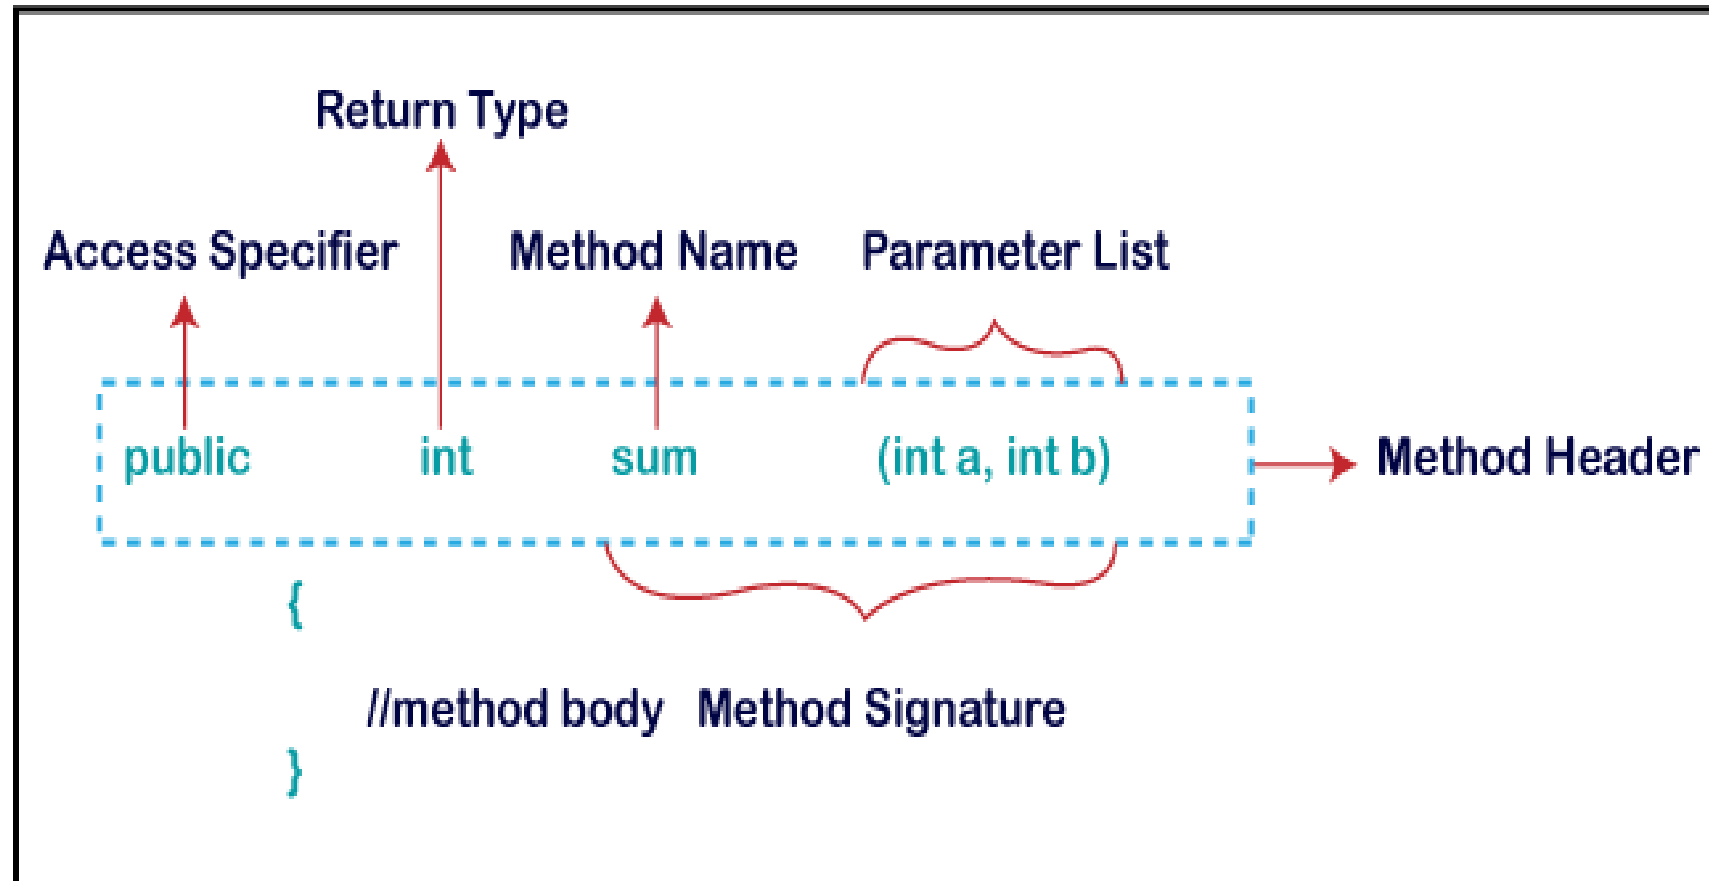 Return Type
Access Specifier Method Name Parameter List
public int sum (int a, int b) Method Header
{
//method body Method Signature
}